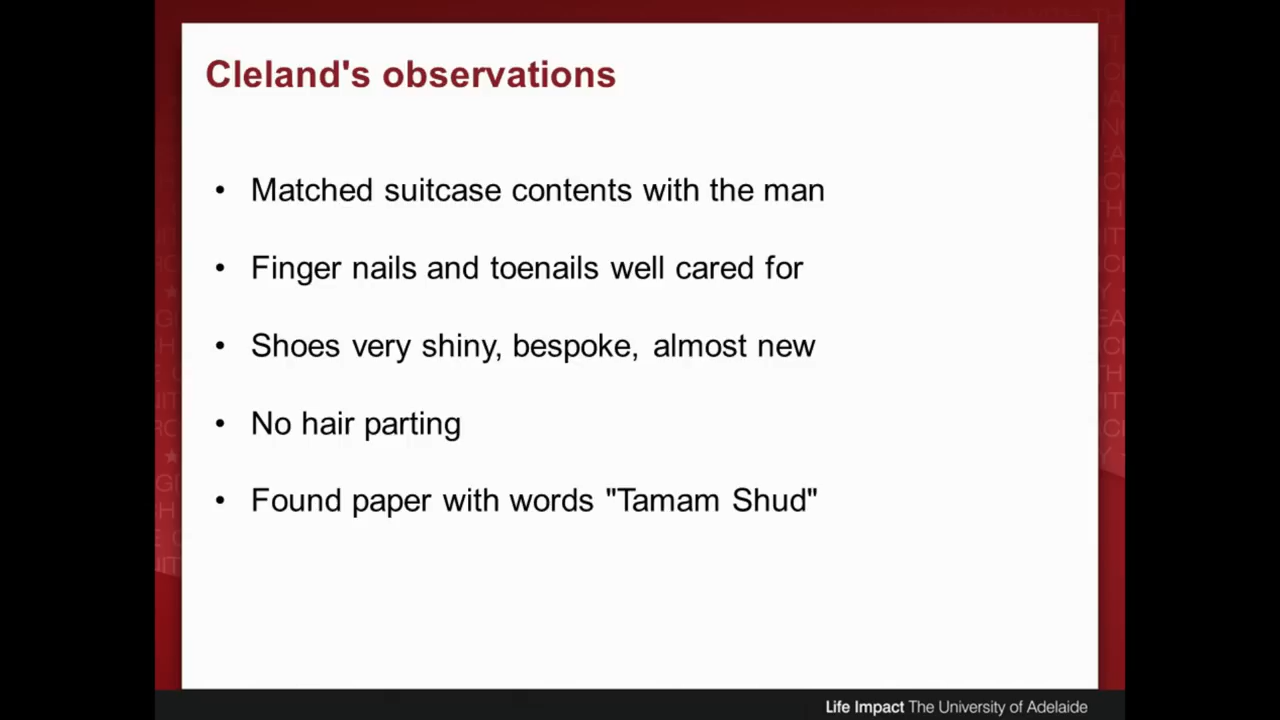 Cleland's observations
• Matched suitcase contents with the man
• Finger nails and toenails well cared for
• Shoes very shiny, bespoke, almost new
• No hair parting
• Found paper with words "Tamam Shud"
Life Impact The University of Adelaide